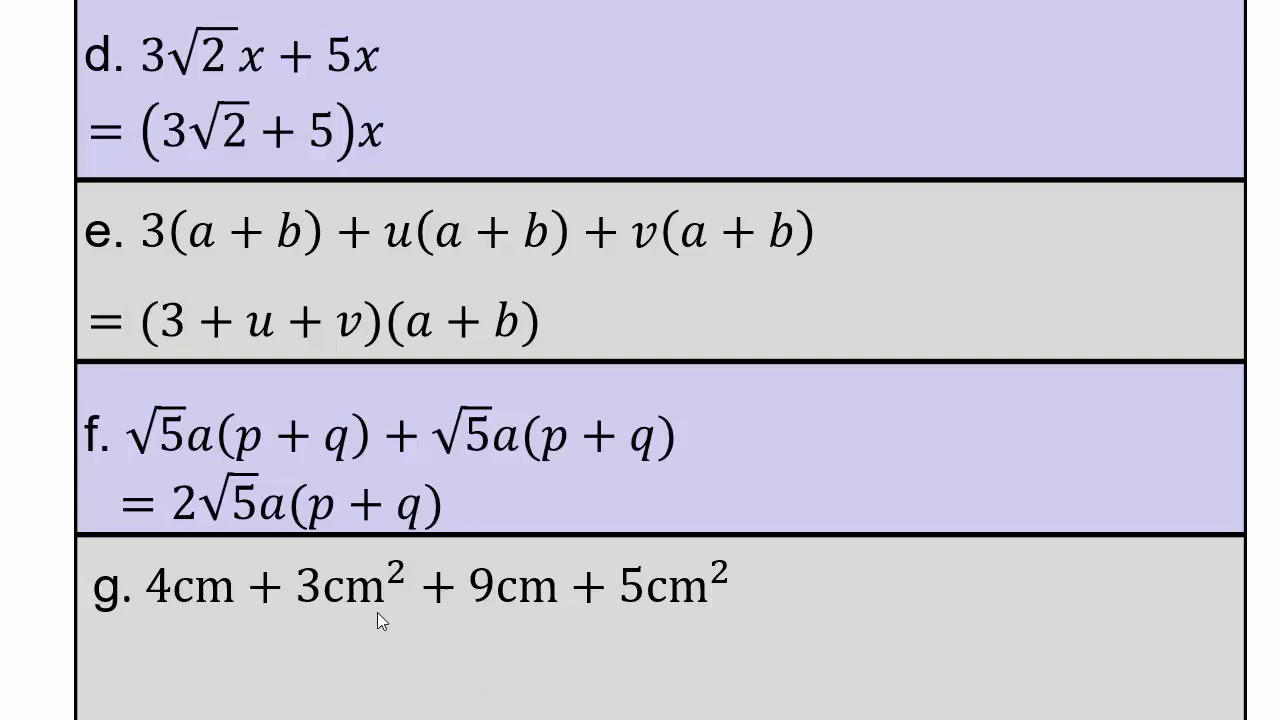 d. 3√2 x + 5x
= (3√2 + 5)x
e. 3(a + b) + u(a + b) + v(a + b)
= (3 + u + v)(a + b)
f. √5a(p + q) + √5a(p + q)
= 2√5a(p + q)
g. 4cm + 3cm² + 9cm + 5cm²